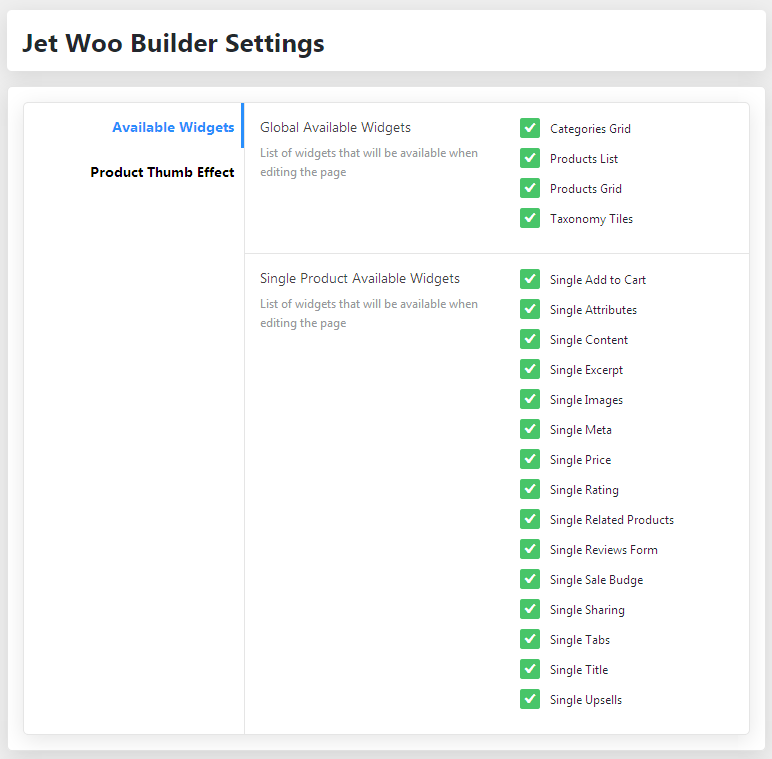 Jet Woo Builder Settings
Available Widgets
Product Thumb Effect
Global Available Widgets
List of widgets that will be available when
editing the page
Categories Grid
Products List
Products Grid
Taxonomy Tiles
Single Product Available Widgets
List of widgets that will be available when
editing the page
Single Add to Cart
Single Attributes
Single Content
Single Excerpt
Single Images
Single Meta
Single Price
Single Rating
Single Related Products
Single Reviews Form
Single Sale Budge
Single Sharing
Single Tabs
Single Title
Single Upsells